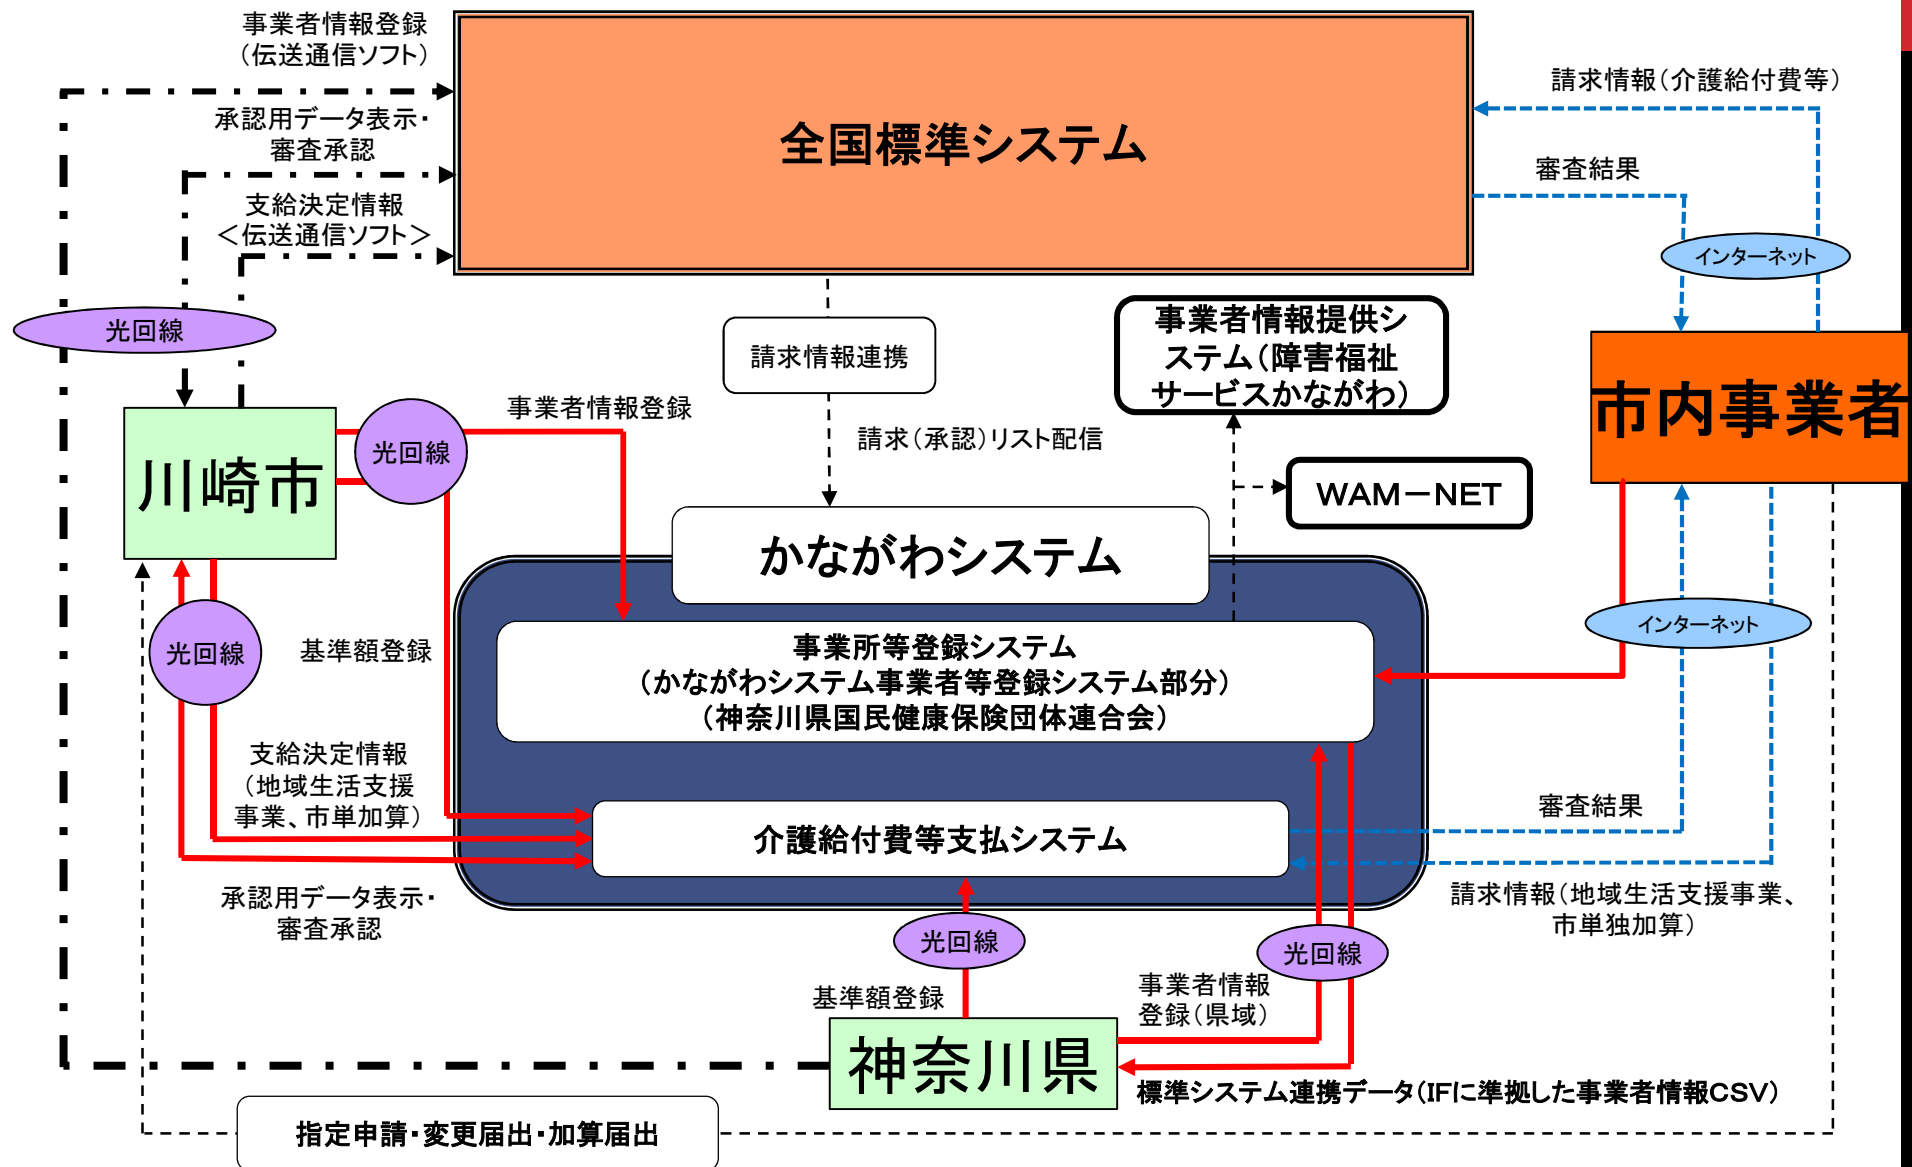 事業者情報登録
（伝送通信ソフト）
承認用データ表示・
審査承認
支給決定情報
＜伝送通信ソフト＞
全国標準システム
請求情報（介護給付費等）
審査結果
インターネット
光回線
請求情報連携
事業者情報提供シ
ステム（障害福祉
サービスかながわ）
市内事業者
川崎市
光回線
事業者情報登録
請求（承認）リスト配信
WAM－NET
かながわシステム
光回線
基準額登録
事業所等登録システム
（かながわシステム事業者等登録システム部分）
（神奈川県国民健康保険団体連合会）
インターネット
支給決定情報
（地域生活支援
事業、市単加算）
介護給付費等支払システム
審査結果
承認用データ表示・
審査承認
請求情報（地域生活支援事業、
市単独加算）
光回線
光回線
基準額登録
事業者情報
登録（県域）
神奈川県
標準システム連携データ（IFに準拠した事業者情報CSV）
指定申請・変更届出・加算届出